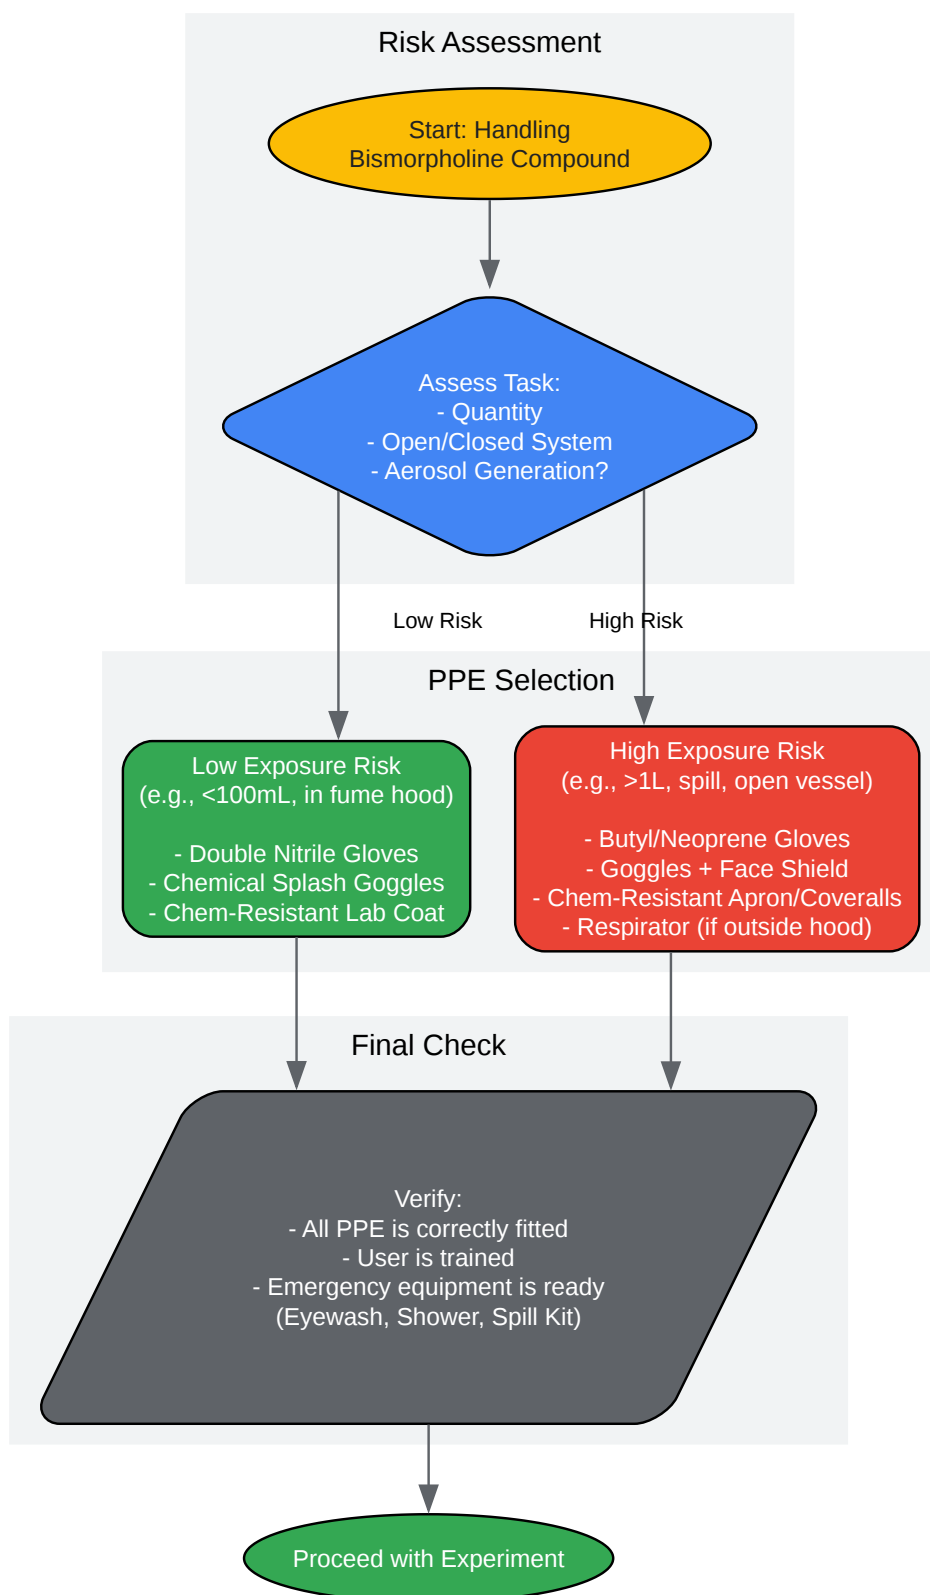 Risk Assessment
Start: Handling
Bismorpholine Compound
Assess Task:
- Quantity
- Open/Closed System
- Aerosol Generation?
Low Risk
High Risk
PPE Selection
Low Exposure Risk
(e.g., <100mL, in fume hood)
- Double Nitrile Gloves
- Chemical Splash Goggles
- Chem-Resistant Lab Coat
High Exposure Risk
(e.g., >1L, spill, open vessel)
- Butyl/Neoprene Gloves
- Goggles + Face Shield
- Chem-Resistant Apron/Coveralls
- Respirator (if outside hood)
Final Check
Verify:
- All PPE is correctly fitted
- User is trained
- Emergency equipment is ready
(Eyewash, Shower, Spill Kit)
Proceed with Experiment